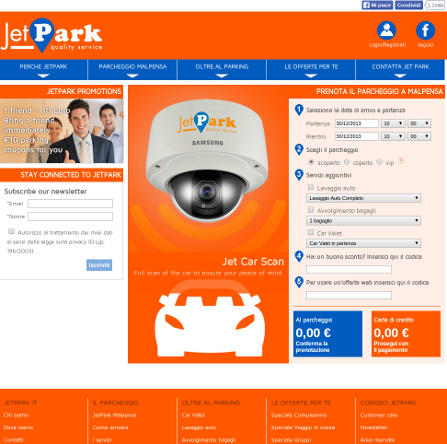 Mi piace
Condividi
JetPark
quality service
Login/Registrati
Seguici
PERCHE JETPARK
PARCHEGGIO MALPENSA
OLTRE AL PARKING
LE OFFERTE PER TE
CONTATTA JET PARK
JETPARK PROMOTIONS
1 friend = 10 Euro
Bring a friend
immediately
€10 parking
coupons for you
STAY CONNECTED TO JETPARK
Subscribe our newsletter
*Email
*Nome
Autorizzo al trattamento dei miei dati
ai sensi della legge sulla privacy (D.Lgs.
196/2003).
Iscriviti
JetPark
quality service
SAMSUNG
Jet Car Scan
Full scan of the car to ensure your peace of mind.
PRENOTA IL PARCHEGGIO A MALPENSA
1 Seleziona le date di arrivo e partenza
Partenza: 30/12/2013 10 00
Rientro: 30/12/2013 10 00
2 Scegli il parcheggio
scoperto coperto vip ?
3 Servizi aggiuntivi
Lavaggio auto
Lavaggio Auto Completo
Avvolgimento bagagli
1 bagaglio
Car Valet
Car Valet in partenza
4 Hai un buono sconto? Inserisci qui il codice
5 Per usare un'offerta web inserisci qui il codice
Al parcheggio
0,00 €
Conferma la
prenotazione
Carta di credito
0,00 €
Prosegui con
il pagamento
JETPARK.IT
Chi siamo
Dove siamo
Contatti
IL PARCHEGGIO
JetPark Malpensa
Come arrivare
I servizi
OLTRE AL PARKING
Car Valet
Lavaggio auto
Avvolgimento bagagli
LE OFFERTE PER TE
Speciale Compleanno
Speciale Viaggio di nozze
Speciale Gruppi
CONOSCI JETPARK
Customer care
Newsletter
Area riservata